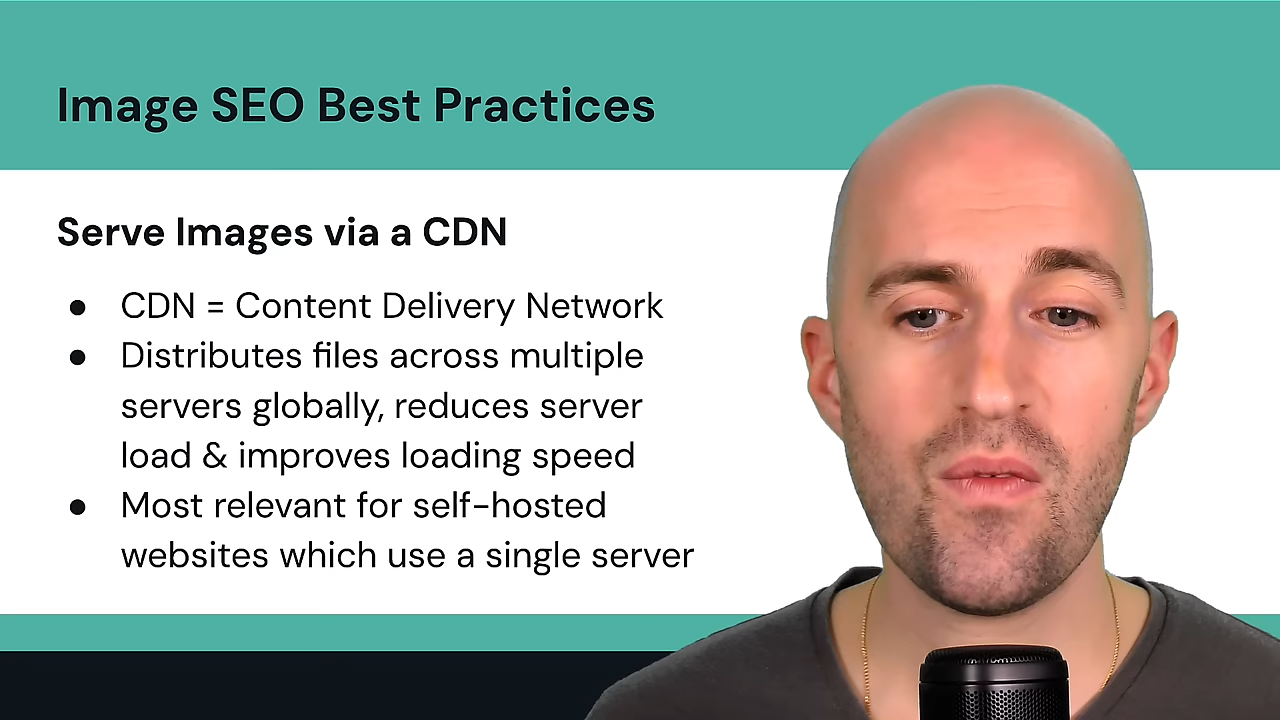 Image SEO Best Practices
Serve Images via a CDN
● CDN = Content Delivery Network
● Distributes files across multiple
servers globally, reduces server
load & improves loading speed
● Most relevant for self-hosted
websites which use a single server